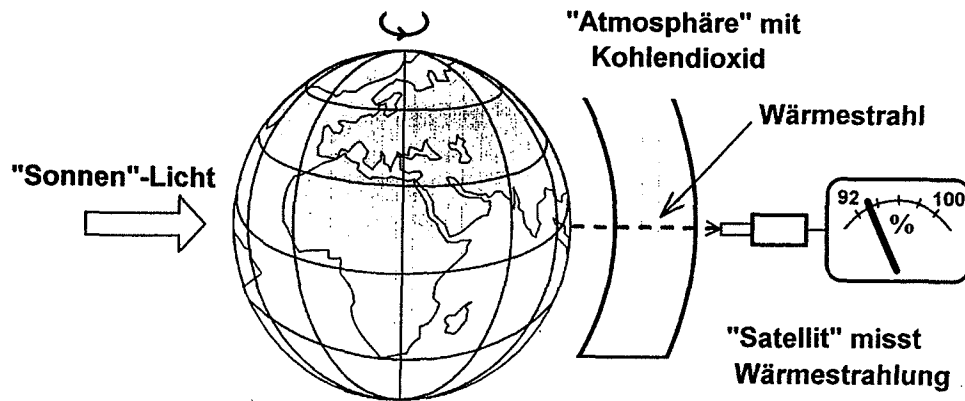 "Atmosphäre" mit
Kohlendioxid
Wärmestrahl
"Sonnen"-Licht
92 100
%
"Satellit" misst
Wärmestrahlung